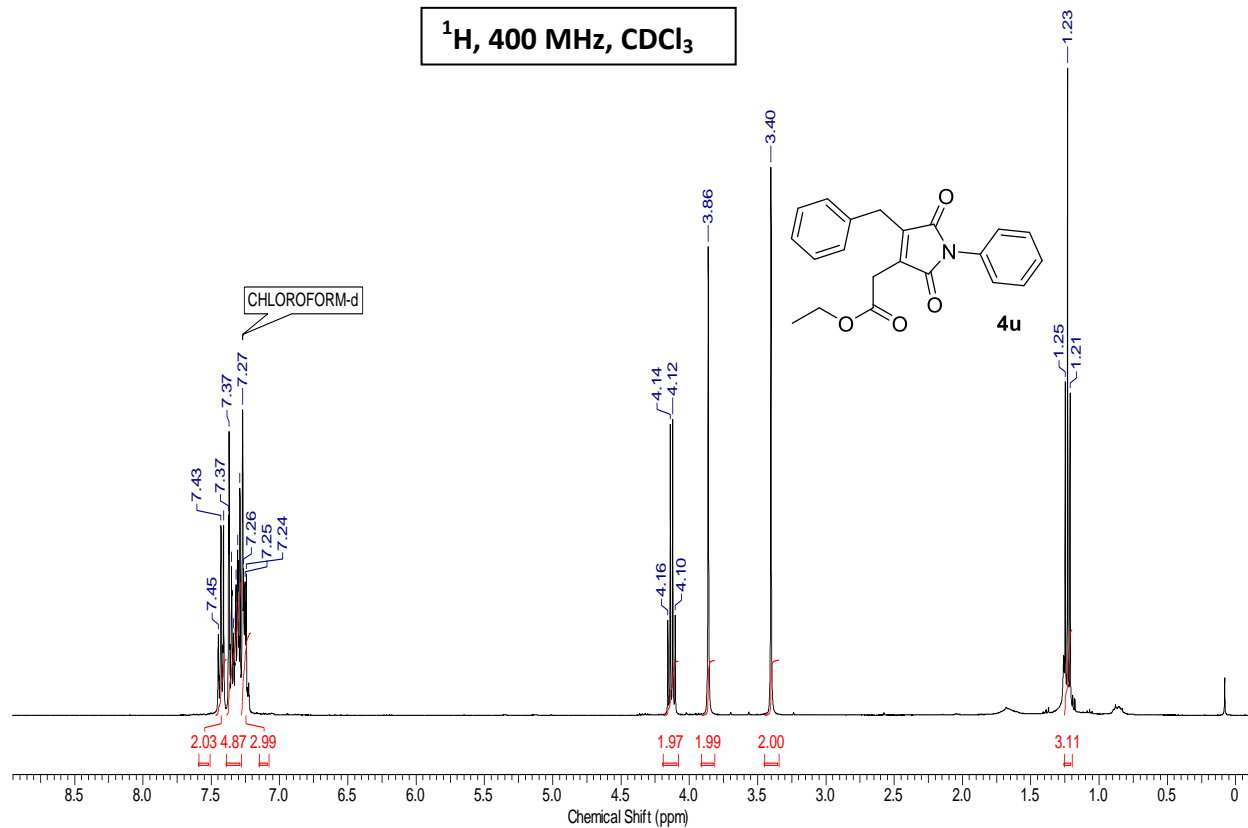 ¹H, 400 MHz, CDCl₃
1.23
3.40
3.86
CHLOROFORM-d
7.27
7.37
7.43
7.37
7.26
7.25
7.24
7.45
4.14
4.12
4.16
4.10
1.25
1.21
O
N
O
O
O
4u
2.03 4.87 2.99 1.97 1.99 2.00 3.11
8.5 8.0 7.5 7.0 6.5 6.0 5.5 5.0 4.5 4.0 3.5 3.0 2.5 2.0 1.5 1.0 0.5 0
Chemical Shift (ppm)